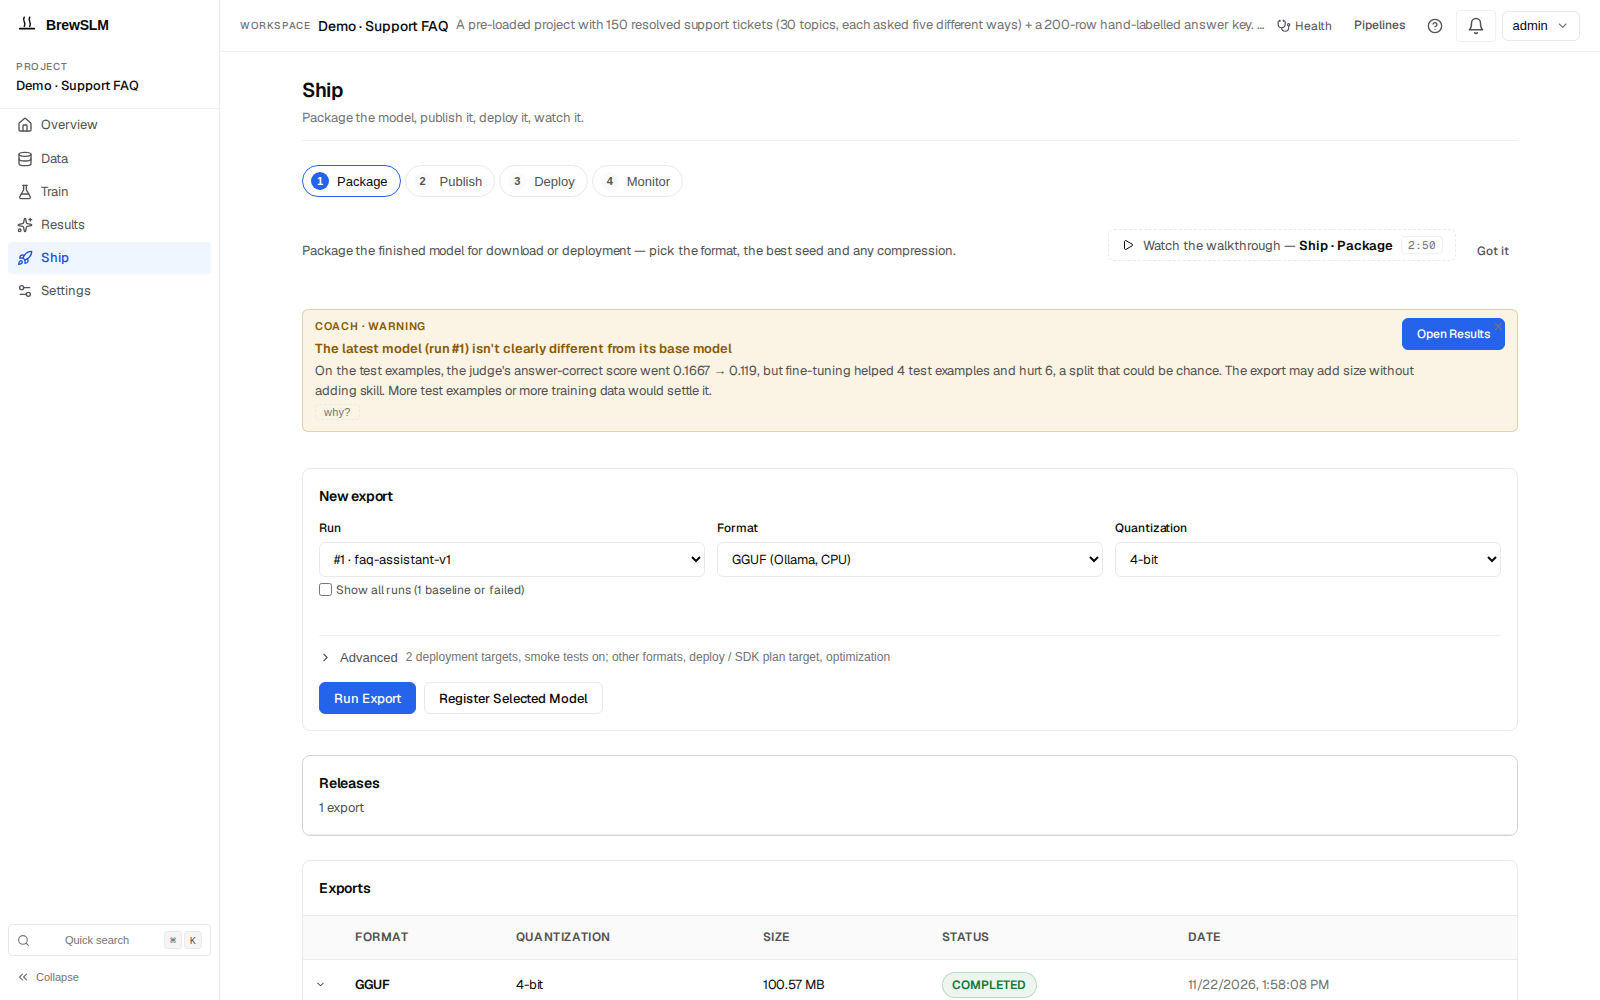 BrewSLM
PROJECT
Demo · Support FAQ
Overview
Data
Train
Results
Ship
Settings
Quick search ⌘ K
Collapse
WORKSPACE Demo · Support FAQ A pre-loaded project with 150 resolved support tickets (30 topics, each asked five different ways) + a 200-row hand-labelled answer key. ... Health Pipelines admin
Ship
Package the model, publish it, deploy it, watch it.
1 Package 2 Publish 3 Deploy 4 Monitor
Package the finished model for download or deployment — pick the format, the best seed and any compression. Watch the walkthrough — Ship · Package 2:50 Got it
COACH · WARNING
Open Results
The latest model (run #1) isn't clearly different from its base model
On the test examples, the judge's answer-correct score went 0.1667 → 0.119, but fine-tuning helped 4 test examples and hurt 6, a split that could be chance. The export may add size without
adding skill. More test examples or more training data would settle it.
why?
New export
Run Format Quantization
#1 · faq-assistant-v1 GGUF (Ollama, CPU) 4-bit
Show all runs (1 baseline or failed)
Advanced 2 deployment targets, smoke tests on; other formats, deploy / SDK plan target, optimization
Run Export Register Selected Model
Releases
1 export
Exports
FORMAT QUANTIZATION SIZE STATUS DATE
GGUF 4-bit 100.57 MB COMPLETED 11/22/2026, 1:58:08 PM